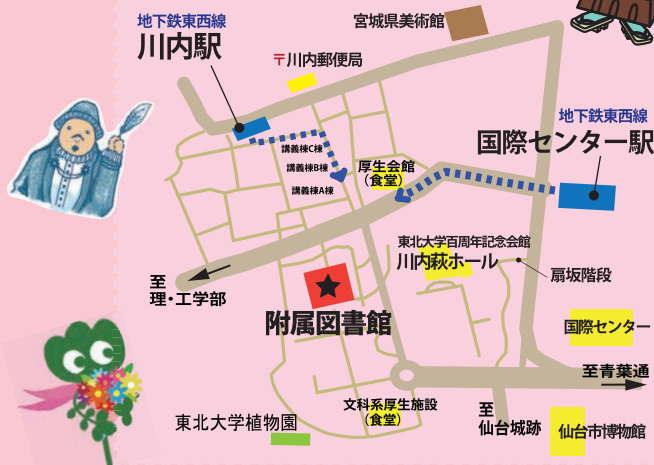 地下鉄東西線
川内駅
宮城県美術館
〒川内郵便局
地下鉄東西線
国際センター駅
講義棟C棟
講義棟B棟
講義棟A棟
厚生会館
(食堂)
東北大学百周年記念会館
川内萩ホール
扇坂階段
至
理・工学部
附属図書館
国際センター
至青葉通
文科系厚生施設
(食堂)
至
仙台城跡
仙台市博物館
東北大学植物園